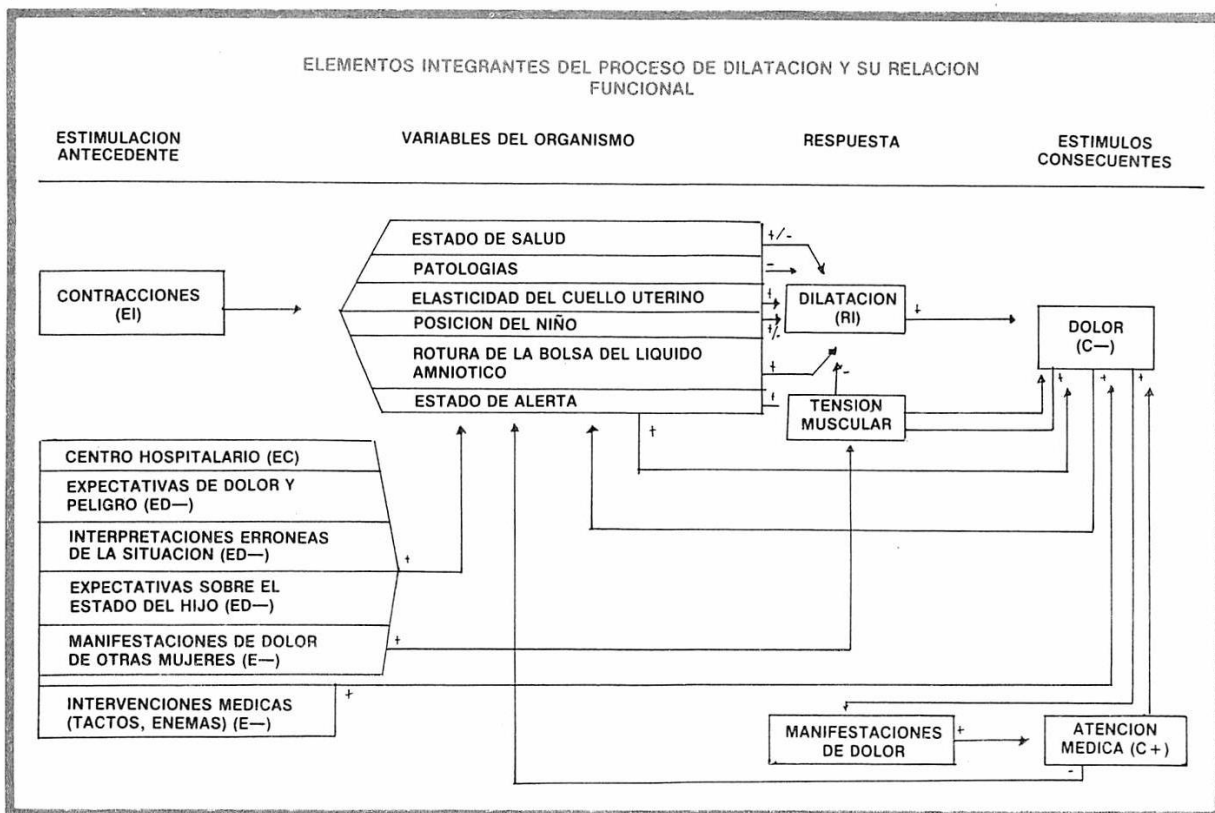 ELEMENTOS INTEGRANTES DEL PROCESO DE DILATACION Y SU RELACION
FUNCIONAL
ESTIMULACION
ANTECEDENTE
VARIABLES DEL ORGANISMO
RESPUESTA
ESTIMULOS
CONSECUENTES
CONTRACCIONES
(EI)
ESTADO DE SALUD
+/-
PATOLOGIAS
-
ELASTICIDAD DEL CUELLO UTERINO
+
POSICION DEL NIÑO
+/-
ROTURA DE LA BOLSA DEL LIQUIDO
AMNIOTICO
+
ESTADO DE ALERTA
+
+
DILATACION
(RI)
+
-
TENSION
MUSCULAR
DOLOR
(C—)
+
+
+
CENTRO HOSPITALARIO (EC)
EXPECTATIVAS DE DOLOR Y
PELIGRO (ED—)
INTERPRETACIONES ERRONEAS
DE LA SITUACION (ED—)
+
EXPECTATIVAS SOBRE EL
ESTADO DEL HIJO (ED—)
MANIFESTACIONES DE DOLOR
DE OTRAS MUJERES (E—)
+
INTERVENCIONES MEDICAS
(TACTOS, ENEMAS) (E—)
+
MANIFESTACIONES
DE DOLOR
+
ATENCION
MEDICA (C+)
-